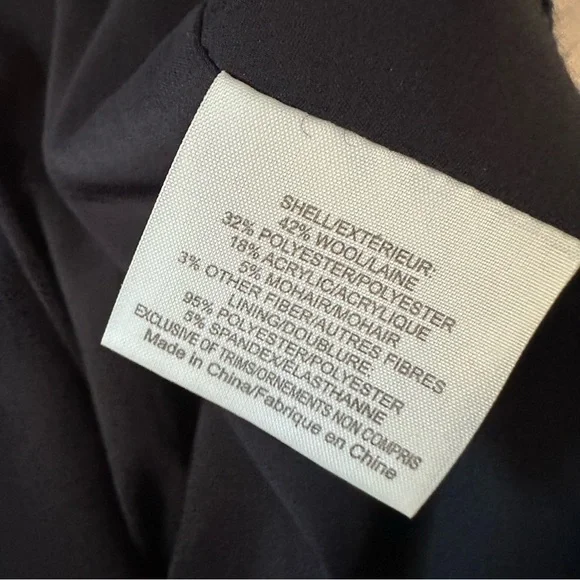 SHELL/EXTÉRIEUR:
42% WOOL/LAINE
32% POLYESTER/POLYESTER
18% ACRYLIC/ACRYLIQUE
5% MOHAIR/MOHAIR
3% OTHER FIBER/AUTRES FIBRES
LINING/DOUBLURE
95% POLYESTER/POLYESTER
5% SPANDEX/ELASTHANNE
EXCLUSIVE OF TRIMS/ORNEMENTS NON COMPRIS
Made in China/Fabrique en Chine